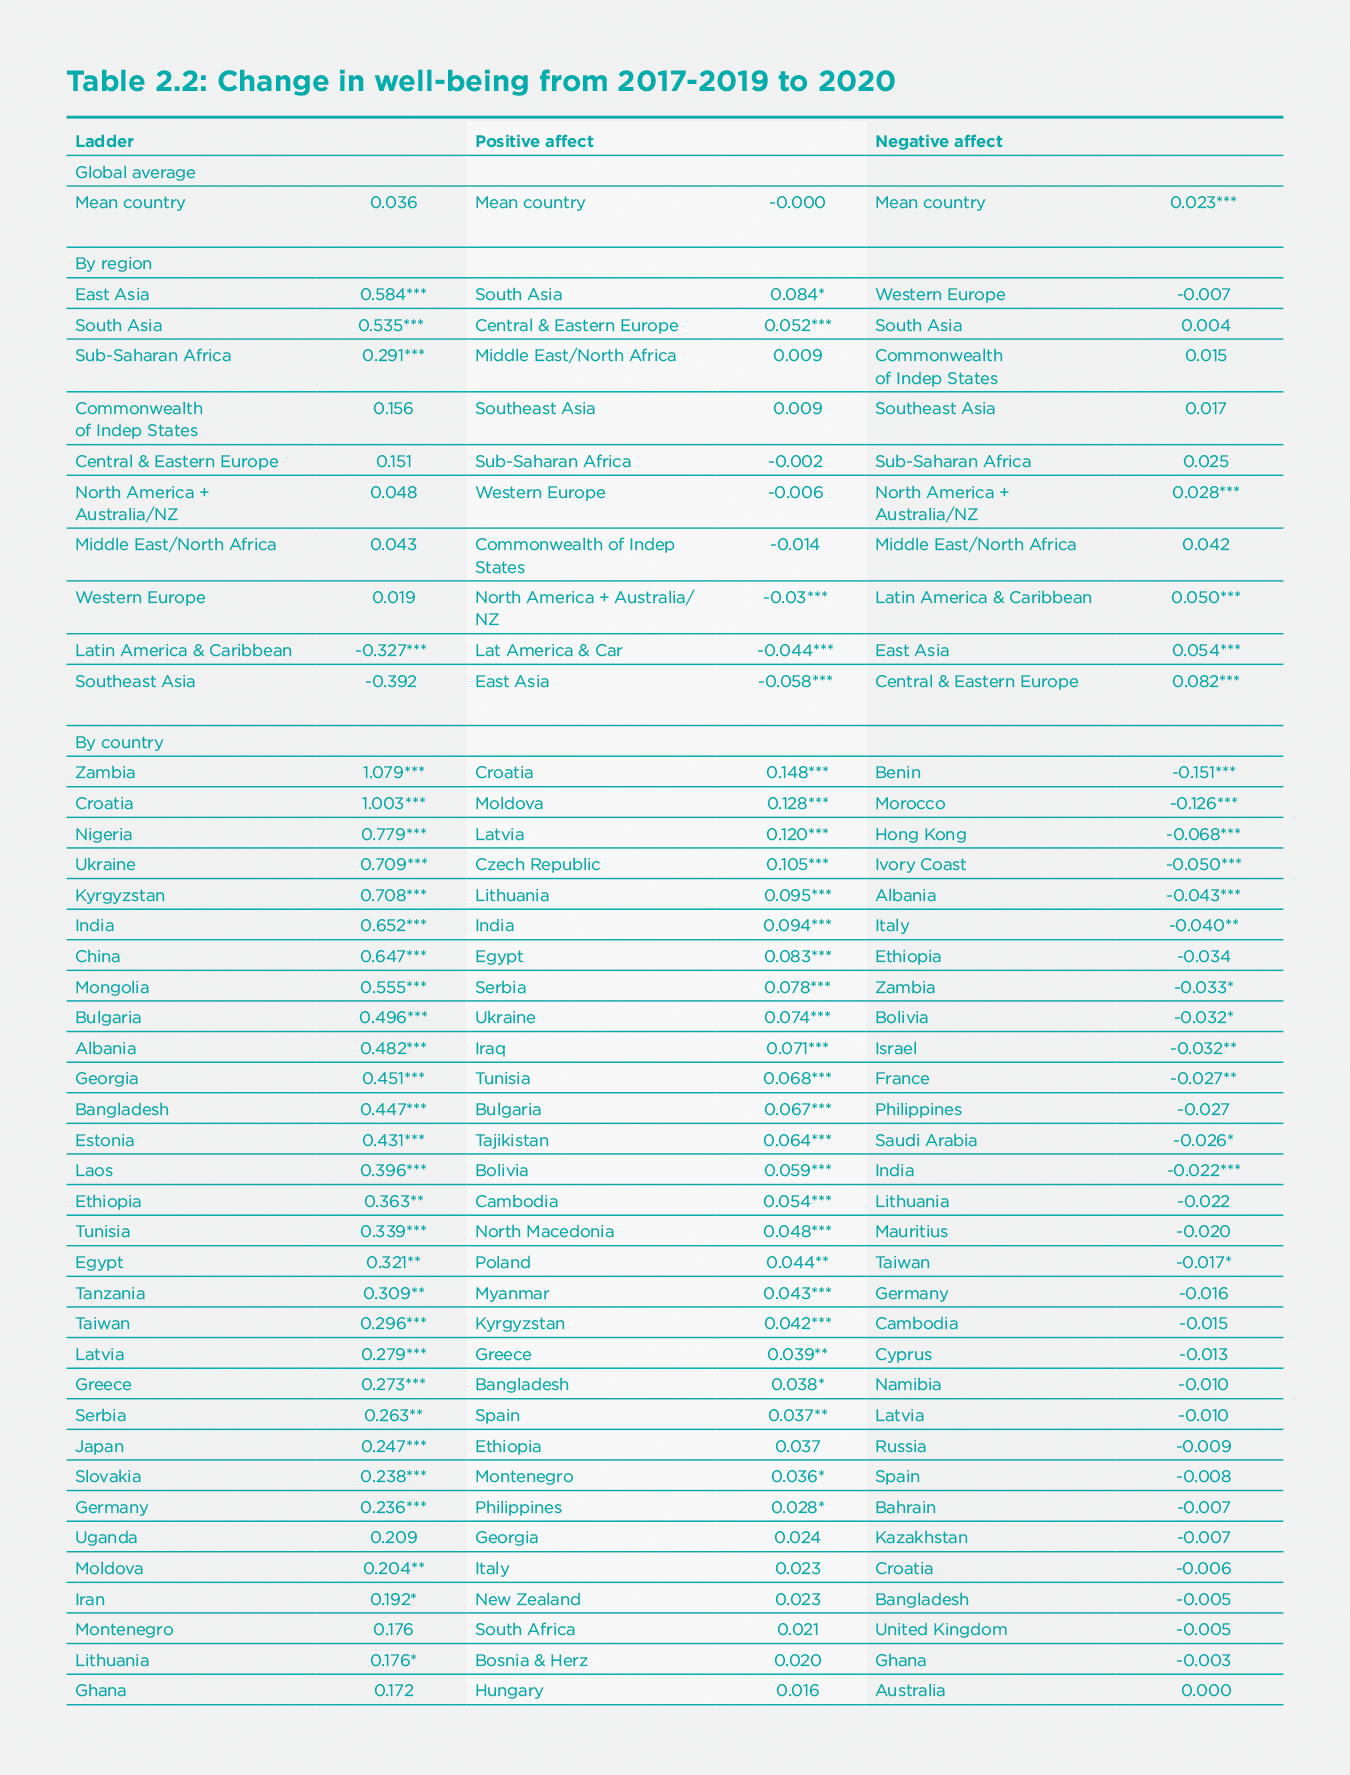 Table 2.2: Change in well-being from 2017-2019 to 2020
Ladder Positive affect Negative affect
Global average
Mean country 0.036 Mean country -0.000 Mean country 0.023***
By region
East Asia 0.584*** South Asia 0.084* Western Europe -0.007
South Asia 0.535*** Central & Eastern Europe 0.052*** South Asia 0.004
Sub-Saharan Africa 0.291*** Middle East/North Africa 0.009 Commonwealth 0.015
of Indep States
Commonwealth 0.156 Southeast Asia 0.009 Southeast Asia 0.017
of Indep States
Central & Eastern Europe 0.151 Sub-Saharan Africa -0.002 Sub-Saharan Africa 0.025
North America + 0.048 Western Europe -0.006 North America + 0.028***
Australia/NZ Australia/NZ
Middle East/North Africa 0.043 Commonwealth of Indep -0.014 Middle East/North Africa 0.042
States
Western Europe 0.019 North America + Australia/ -0.03*** Latin America & Caribbean 0.050***
NZ
Latin America & Caribbean -0.327*** Lat America & Car -0.044*** East Asia 0.054***
Southeast Asia -0.392 East Asia -0.058*** Central & Eastern Europe 0.082***
By country
Zambia 1.079*** Croatia 0.148*** Benin -0.151***
Croatia 1.003*** Moldova 0.128*** Morocco -0.126***
Nigeria 0.779*** Latvia 0.120*** Hong Kong -0.068***
Ukraine 0.709*** Czech Republic 0.105*** Ivory Coast -0.050***
Kyrgyzstan 0.708*** Lithuania 0.095*** Albania -0.043***
India 0.652*** India 0.094*** Italy -0.040**
China 0.647*** Egypt 0.083*** Ethiopia -0.034
Mongolia 0.555*** Serbia 0.078*** Zambia -0.033*
Bulgaria 0.496*** Ukraine 0.074*** Bolivia -0.032*
Albania 0.482*** Iraq 0.071*** Israel -0.032**
Georgia 0.451*** Tunisia 0.068*** France -0.027**
Bangladesh 0.447*** Bulgaria 0.067*** Philippines -0.027
Estonia 0.431*** Tajikistan 0.064*** Saudi Arabia -0.026*
Laos 0.396*** Bolivia 0.059*** India -0.022***
Ethiopia 0.363** Cambodia 0.054*** Lithuania -0.022
Tunisia 0.339*** North Macedonia 0.048*** Mauritius -0.020
Egypt 0.321** Poland 0.044** Taiwan -0.017*
Tanzania 0.309** Myanmar 0.043*** Germany -0.016
Taiwan 0.296*** Kyrgyzstan 0.042*** Cambodia -0.015
Latvia 0.279*** Greece 0.039** Cyprus -0.013
Greece 0.273*** Bangladesh 0.038* Namibia -0.010
Serbia 0.263** Spain 0.037** Latvia -0.010
Japan 0.247*** Ethiopia 0.037 Russia -0.009
Slovakia 0.238*** Montenegro 0.036* Spain -0.008
Germany 0.236*** Philippines 0.028* Bahrain -0.007
Uganda 0.209 Georgia 0.024 Kazakhstan -0.007
Moldova 0.204** Italy 0.023 Croatia -0.006
Iran 0.192* New Zealand 0.023 Bangladesh -0.005
Montenegro 0.176 South Africa 0.021 United Kingdom -0.005
Lithuania 0.176* Bosnia & Herz 0.020 Ghana -0.003
Ghana 0.172 Hungary 0.016 Australia 0.000